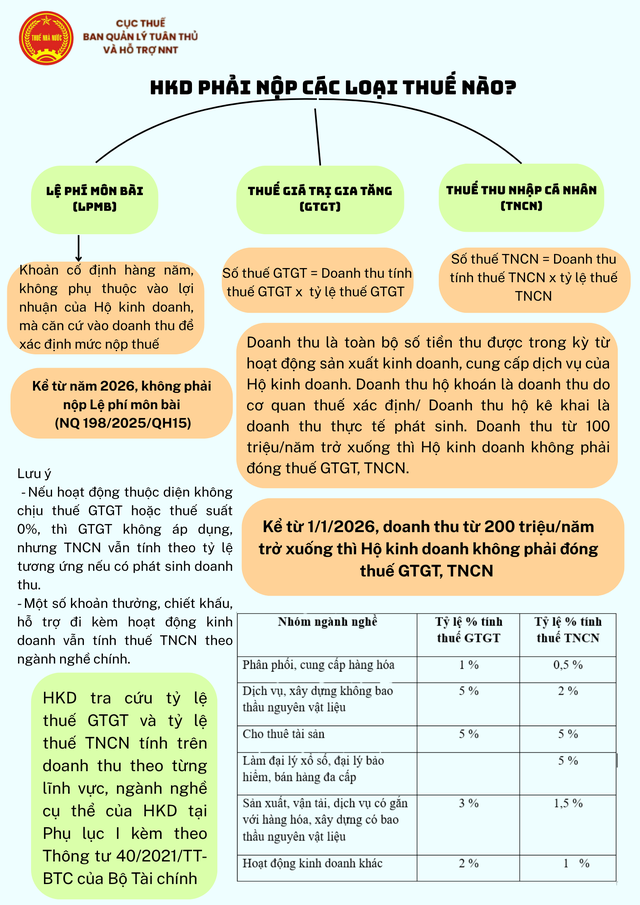 THUẾ NHÀ NƯỚC
CỤC THUẾ
BAN QUẢN LÝ TUÂN THỦ
VÀ HỖ TRỢ NNT
HKD PHẢI NỘP CÁC LOẠI THUẾ NÀO?
LỆ PHÍ MÔN BÀI
(LPMB)
THUẾ GIÁ TRỊ GIA TĂNG
(GTGT)
THUẾ THU NHẬP CÁ NHÂN
(TNCN)
Khoản cố định hàng năm,
không phụ thuộc vào lợi
nhuận của Hộ kinh doanh,
mà căn cứ vào doanh thu để
xác định mức nộp thuế
Số thuế GTGT = Doanh thu tính
thuế GTGT x tỷ lệ thuế GTGT
Số thuế TNCN = Doanh thu
tính thuế TNCN x tỷ lệ thuế
TNCN
Kể từ năm 2026, không phải
nộp Lệ phí môn bài
(NQ 198/2025/QH15)
Doanh thu là toàn bộ số tiền thu được trong kỳ từ
hoạt động sản xuất kinh doanh, cung cấp dịch vụ của
Hộ kinh doanh. Doanh thu hộ khoán là doanh thu do
cơ quan thuế xác định/ Doanh thu hộ kê khai là
doanh thu thực tế phát sinh. Doanh thu từ 100
triệu/năm trở xuống thì Hộ kinh doanh không phải
đóng thuế GTGT, TNCN.
Lưu ý
- Nếu hoạt động thuộc diện không
chịu thuế GTGT hoặc thuế suất
0%, thì GTGT không áp dụng,
nhưng TNCN vẫn tính theo tỷ lệ
tương ứng nếu có phát sinh doanh
thu.
- Một số khoản thưởng, chiết khấu,
hỗ trợ đi kèm hoạt động kinh
doanh vẫn tính thuế TNCN theo
ngành nghề chính.
Kể từ 1/1/2026, doanh thu từ 200 triệu/năm
trở xuống thì Hộ kinh doanh không phải đóng
thuế GTGT, TNCN
HKD tra cứu tỷ lệ
thuế GTGT và tỷ lệ
thuế TNCN tính trên
doanh thu theo từng
lĩnh vực, ngành nghề
cụ thể của HKD tại
Phụ lục I kèm theo
Thông tư 40/2021/TT-
BTC của Bộ Tài chính
Nhóm ngành nghề Tỷ lệ % tính Tỷ lệ % tính
thuế GTGT thuế TNCN
Phân phối, cung cấp hàng hóa 1 % 0,5 %
Dịch vụ, xây dựng không bao 5 % 2 %
thầu nguyên vật liệu
Cho thuê tài sản 5 % 5 %
Làm đại lý xổ số, đại lý bảo 5 %
hiểm, bán hàng đa cấp
Sản xuất, vận tải, dịch vụ có gắn 3 % 1,5 %
với hàng hóa, xây dựng có bao
thầu nguyên vật liệu
Hoạt động kinh doanh khác 2 % 1 %